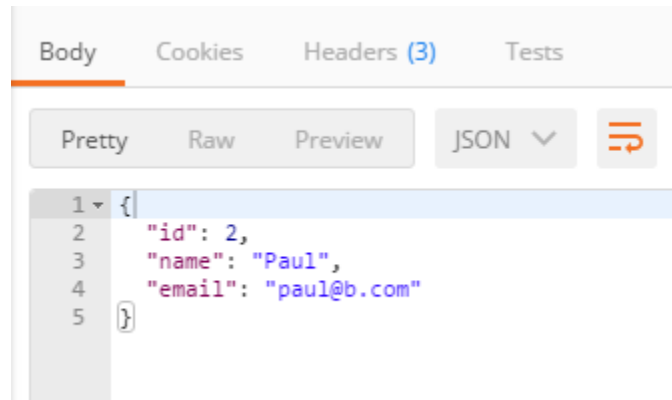 Body Cookies Headers (3) Tests
Pretty Raw Preview JSON
1 {
2 "id": 2,
3 "name": "Paul",
4 "email": "paul@b.com"
5 }